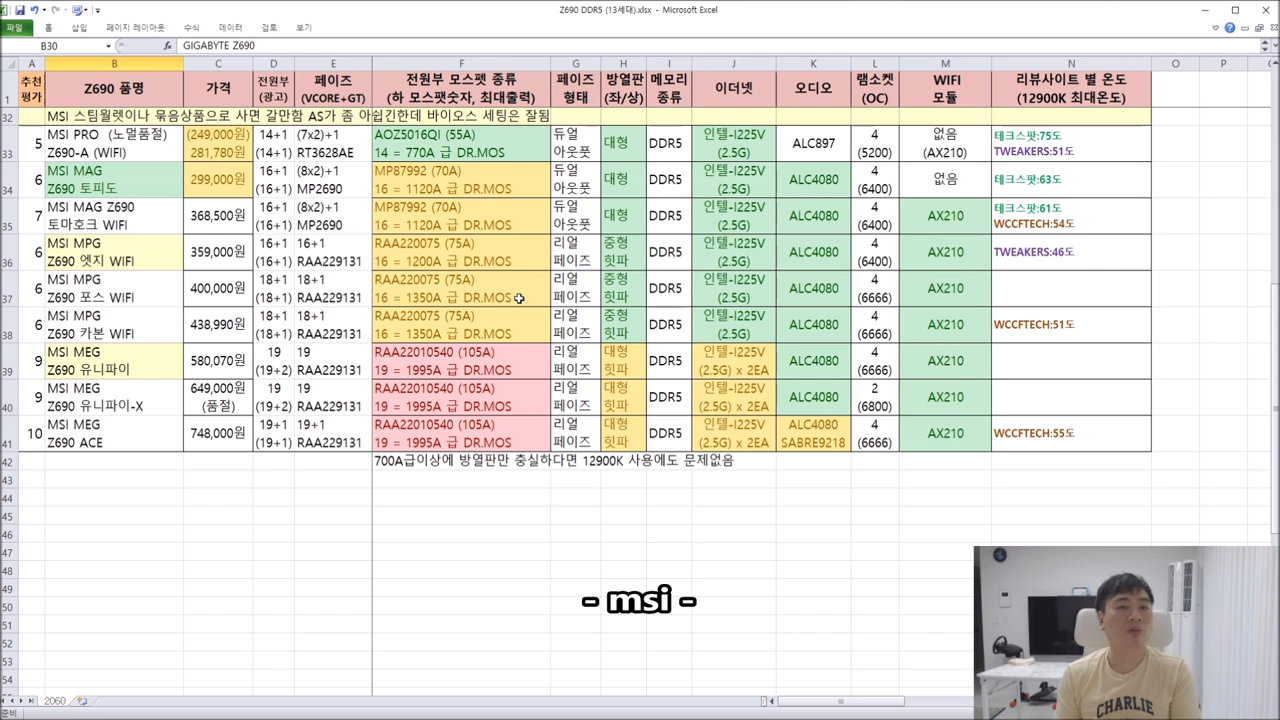 Z690 DDR5 (13세대).xlsx - Microsoft Excel
파일 홈 삽입 페이지 레이아웃 수식 데이터 검토 보기
B30 fx GIGABYTE Z690
A B C D E F G H I J K L M N O P
1 추천 평가 Z690 품명 가격 전원부 (광고) 페이즈 (VCORE+GT) 전원부 모스펫 종류 (하 모스팻숫자, 최대출력) 페이즈 형태 방열판 (좌/상) 메모리 종류 이더넷 오디오 램소켓 (OC) WIFI 모듈 리뷰사이트 별 온도 (12900K 최대온도)
32 MSI 스팀월렛이나 묶음상품으로 사면 갈만함 AS가 좀 아쉽긴한데 바이오스 세팅은 잘됨
33 5 MSI PRO (노멀품절) Z690-A (WIFI) (249,000원) 281,780원 14+1 (14+1) (7x2)+1 RT3628AE AOZ5016QI (55A) 14 = 770A 급 DR.MOS 듀얼 아웃풋 대형 DDR5 인텔-I225V (2.5G) ALC897 4 (5200) 없음 (AX210) 테크스팟:75도 TWEAKERS:51도
34 6 MSI MAG Z690 토피도 299,000원 16+1 (16+1) (8x2)+1 MP2690 MP87992 (70A) 16 = 1120A 급 DR.MOS 듀얼 아웃풋 대형 DDR5 인텔-I225V (2.5G) ALC4080 4 (6400) 없음 테크스팟:63도
35 7 MSI MAG Z690 토마호크 WIFI 368,500원 16+1 (16+1) (8x2)+1 MP2690 MP87992 (70A) 16 = 1120A 급 DR.MOS 듀얼 아웃풋 대형 DDR5 인텔-I225V (2.5G) ALC4080 4 (6400) AX210 테크스팟:61도 WCCFTECH:54도
36 6 MSI MPG Z690 엣지 WIFI 359,000원 16+1 (16+1) 16+1 RAA229131 RAA220075 (75A) 16 = 1200A 급 DR.MOS 리얼 페이즈 중형 힛파 DDR5 인텔-I225V (2.5G) ALC4080 4 (6400) AX210 TWEAKERS:46도
37 6 MSI MPG Z690 포스 WIFI 400,000원 18+1 (18+1) 18+1 RAA229131 RAA220075 (75A) 16 = 1350A 급 DR.MOS 리얼 페이즈 중형 힛파 DDR5 인텔-I225V (2.5G) ALC4080 4 (6666) AX210
38 6 MSI MPG Z690 카본 WIFI 438,990원 18+1 (18+1) 18+1 RAA229131 RAA220075 (75A) 16 = 1350A 급 DR.MOS 리얼 페이즈 중형 힛파 DDR5 인텔-I225V (2.5G) ALC4080 4 (6666) AX210 WCCFTECH:51도
39 9 MSI MEG Z690 유니파이 580,070원 19 (19+2) 19 RAA229131 RAA22010540 (105A) 19 = 1995A 급 DR.MOS 리얼 페이즈 대형 힛파 DDR5 인텔-I225V (2.5G) x 2EA ALC4080 4 (6666) AX210
40 9 MSI MEG Z690 유니파이-X 649,000원 (품절) 19 (19+2) 19 RAA229131 RAA22010540 (105A) 19 = 1995A 급 DR.MOS 리얼 페이즈 대형 힛파 DDR5 인텔-I225V (2.5G) x 2EA ALC4080 2 (6800) AX210
41 10 MSI MEG Z690 ACE 748,000원 19+1 (19+1) 19+1 RAA229131 RAA22010540 (105A) 19 = 1995A 급 DR.MOS 리얼 페이즈 대형 힛파 DDR5 인텔-I225V (2.5G) x 2EA ALC4080 SABRE9218 4 (6666) AX210 WCCFTECH:55도
42 700A급이상에 방열판만 충실하다면 12900K 사용에도 문제없음
43
44
45
46
47
48
49
50
51
52
53
54
- msi -
CHARLIE
2060
준비